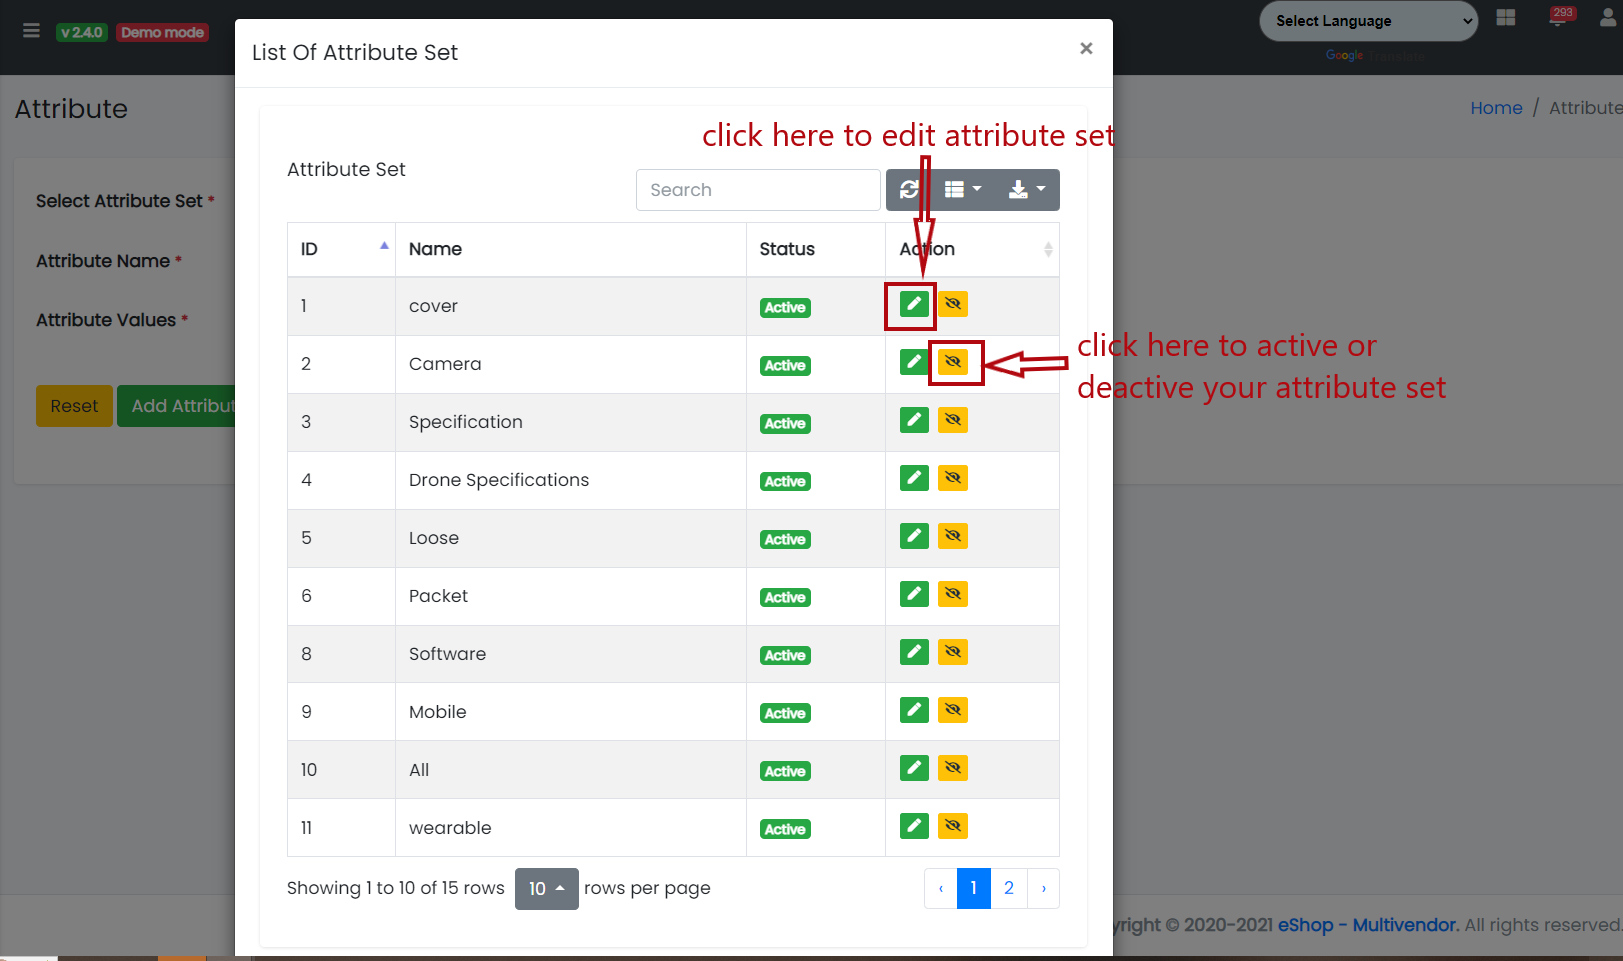 v 2.4.0 Demo mode
Select Language
293
Google Translate
List Of Attribute Set ×
Attribute
Home / Attribute
click here to edit attribute set
Attribute Set
Search
Select Attribute Set *
Attribute Name *
Attribute Values *
Reset Add Attribut
ID Name Status Action
1 cover Active
2 Camera Active
click here to active or
deactive your attribute set
3 Specification Active
4 Drone Specifications Active
5 Loose Active
6 Packet Active
8 Software Active
9 Mobile Active
10 All Active
11 wearable Active
Showing 1 to 10 of 15 rows 10 rows per page
‹ 1 2 ›
yright © 2020-2021 eShop - Multivendor. All rights reserved.